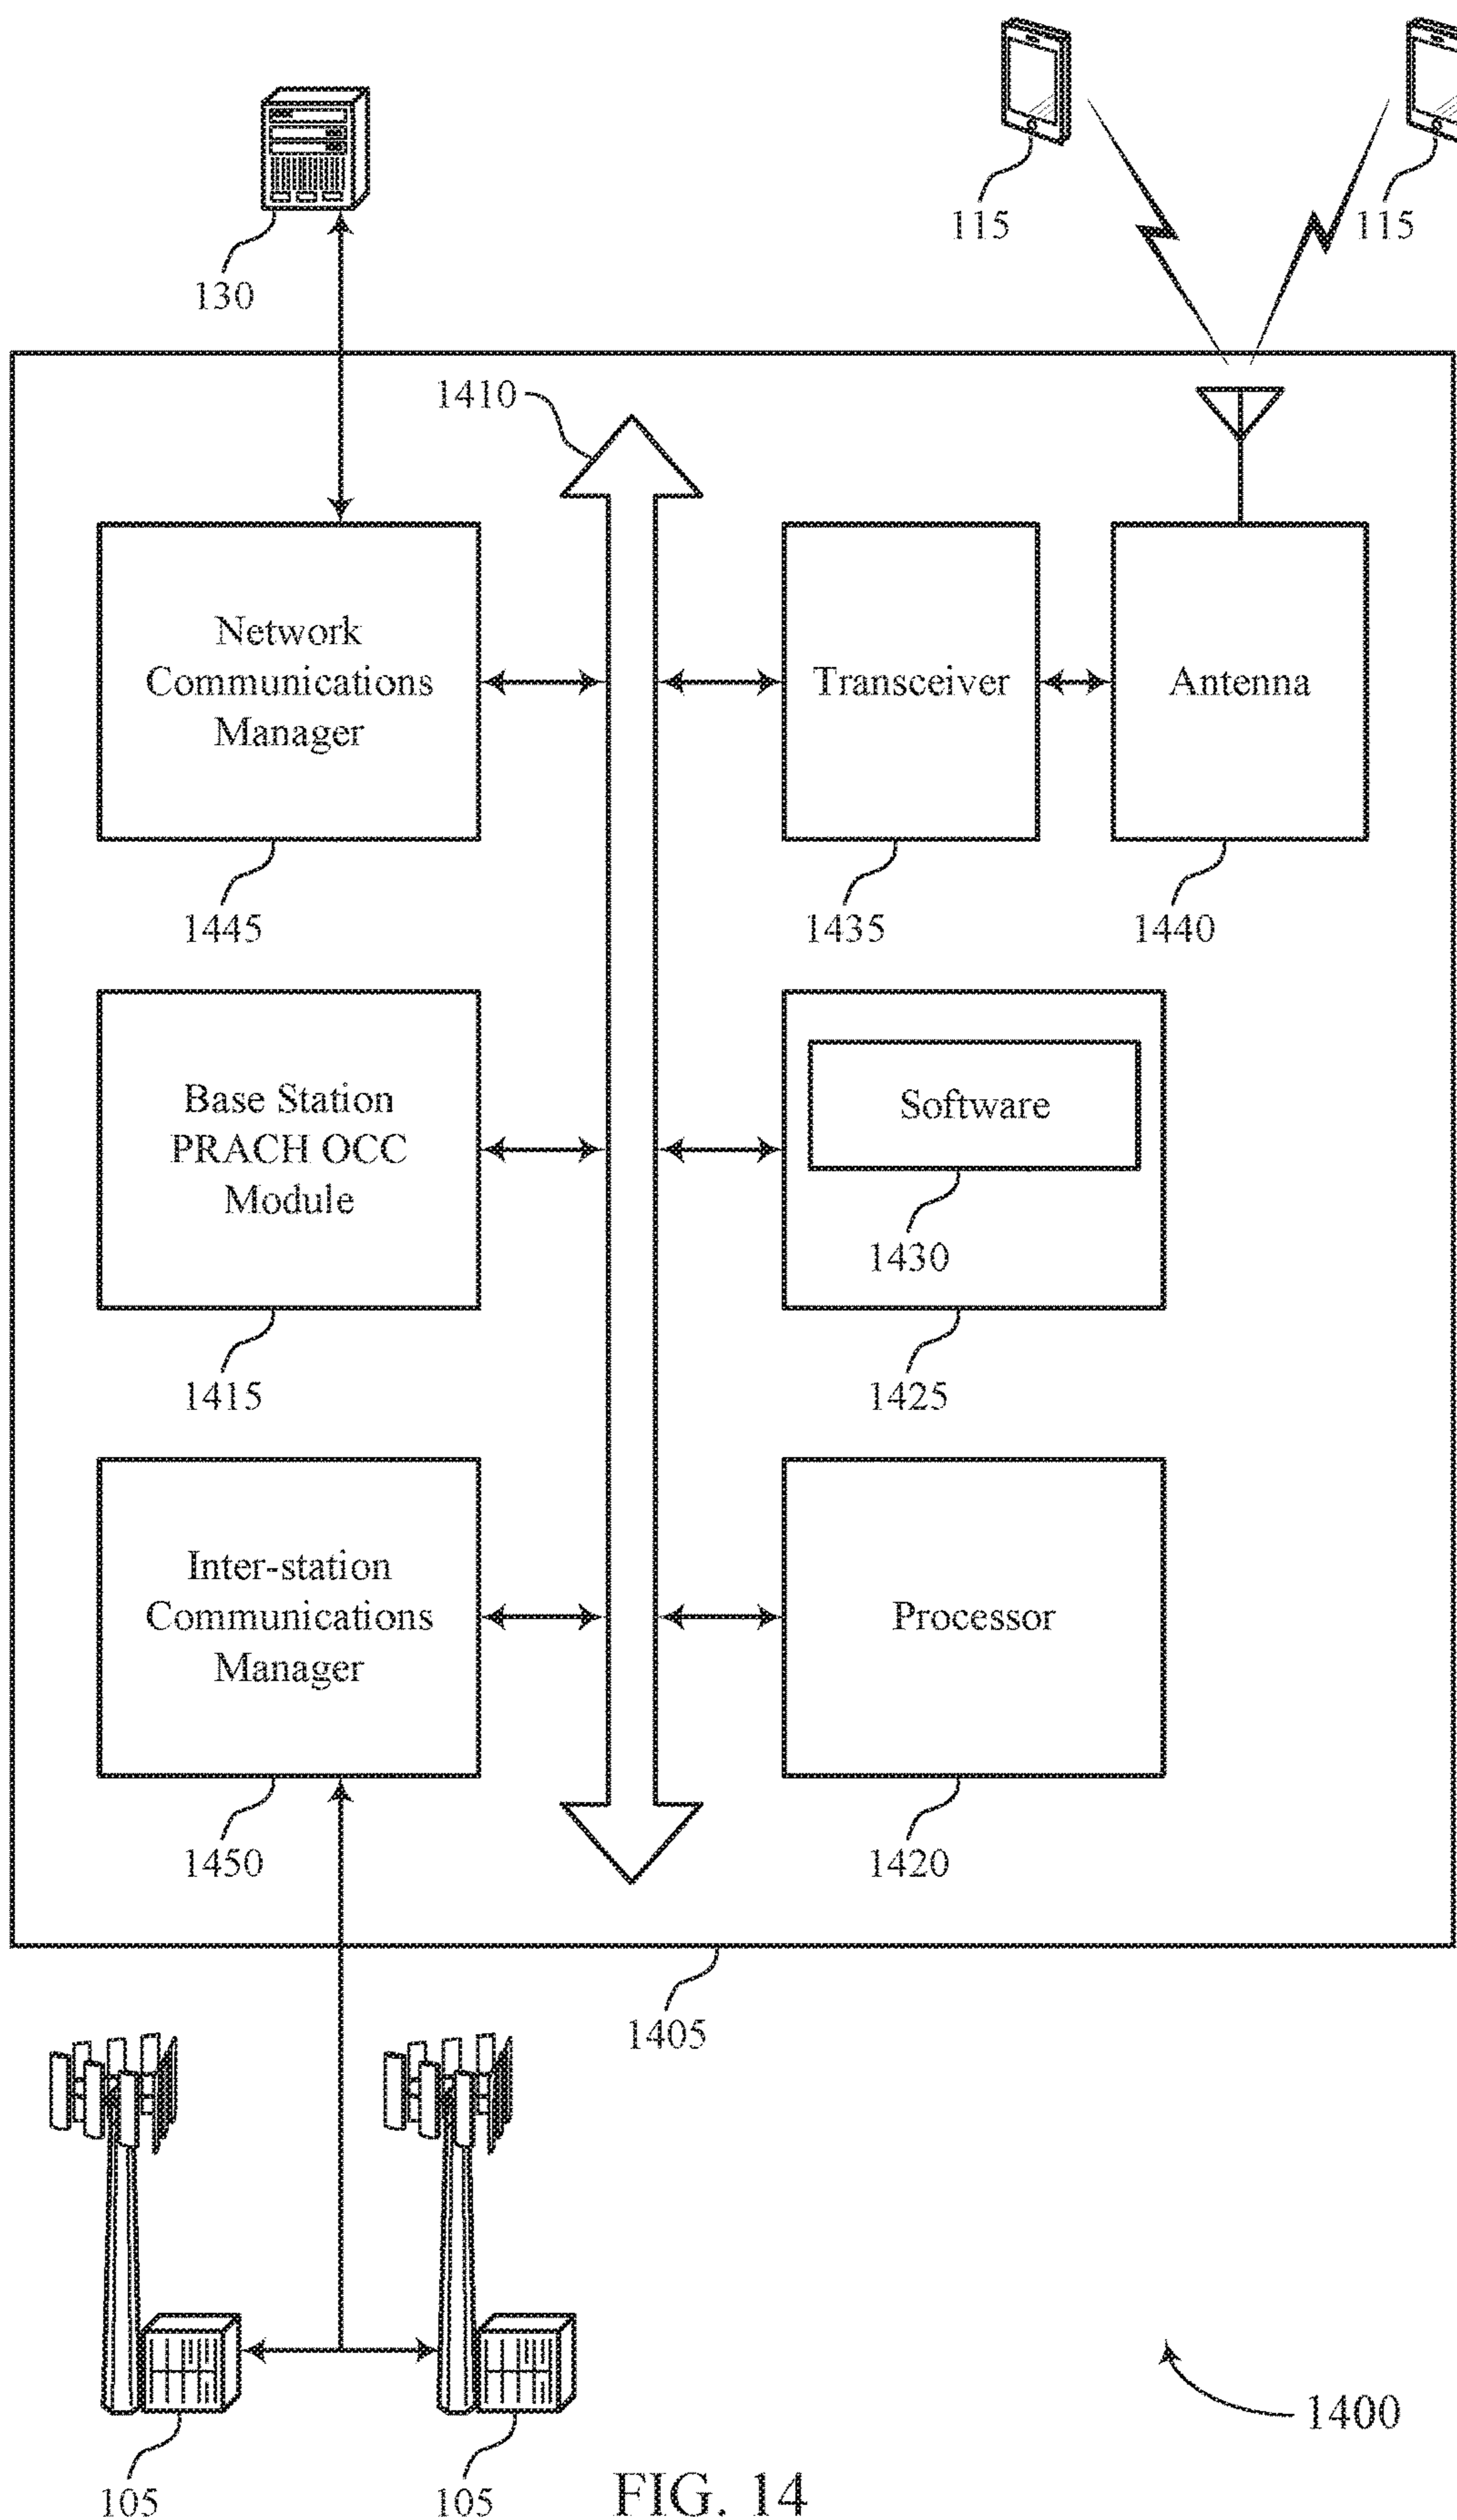 115
115
130
1410
Network
Communications
Manager
Transceiver
Antenna
1445
1435
1440
Base Station
PRACH OCC
Module
Software
1430
1415
1425
Inter-station
Communications
Manager
Processor
1450
1420
1405
1400
105
105
FIG. 14